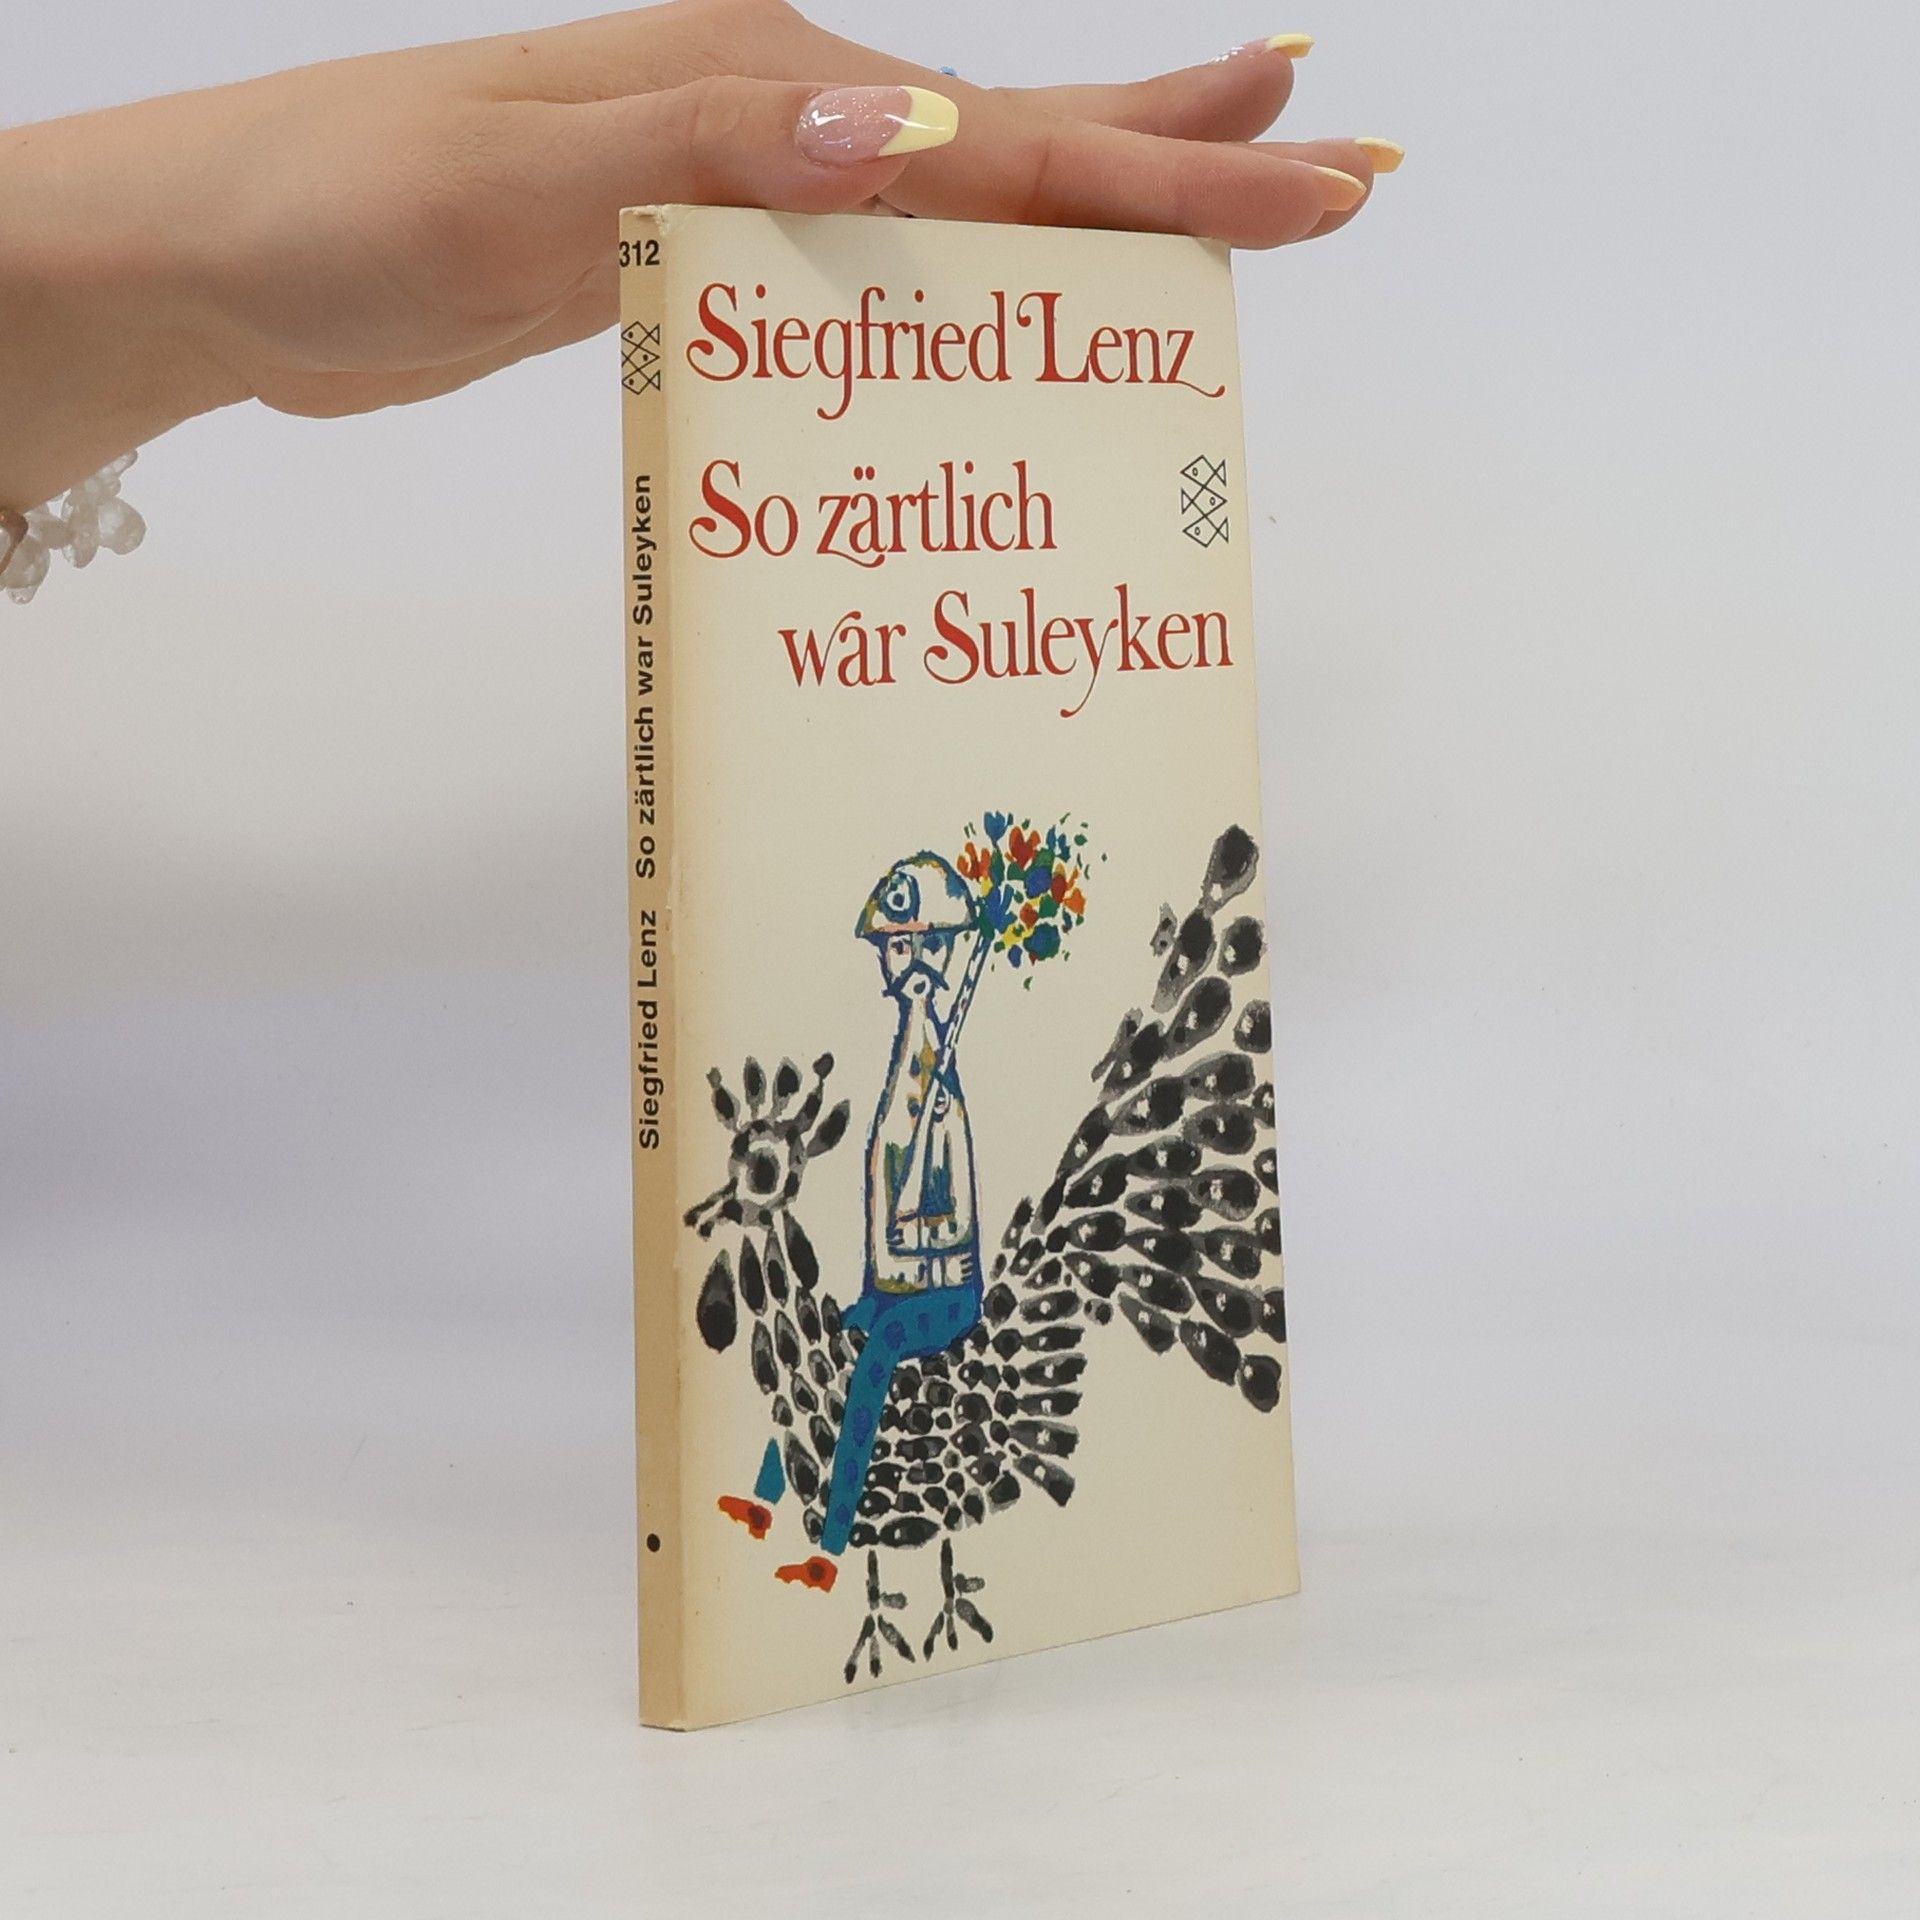 312
Siegfried Lenz So zärtlich war Suleyken
Siegfried Lenz
So zärtlich
war Suleyken